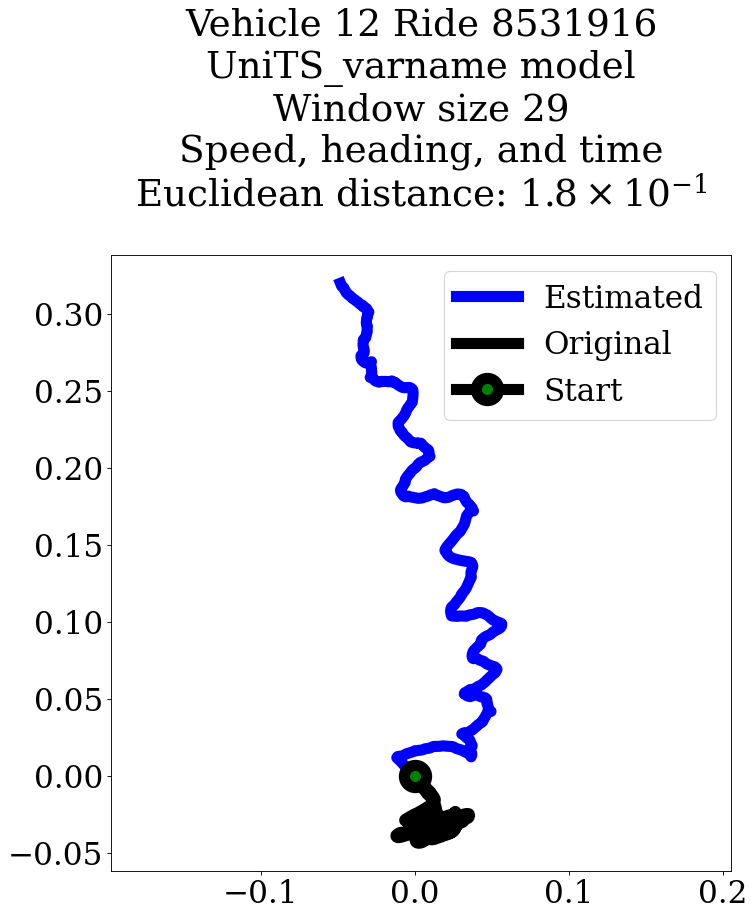 Vehicle 12 Ride 8531916
UniTS_varname model
Window size 29
Speed, heading, and time
Euclidean distance: 1.8 × 10⁻¹
Estimated
Original
Start
0.30
0.25
0.20
0.15
0.10
0.05
0.00
−0.05
−0.1
0.0
0.1
0.2